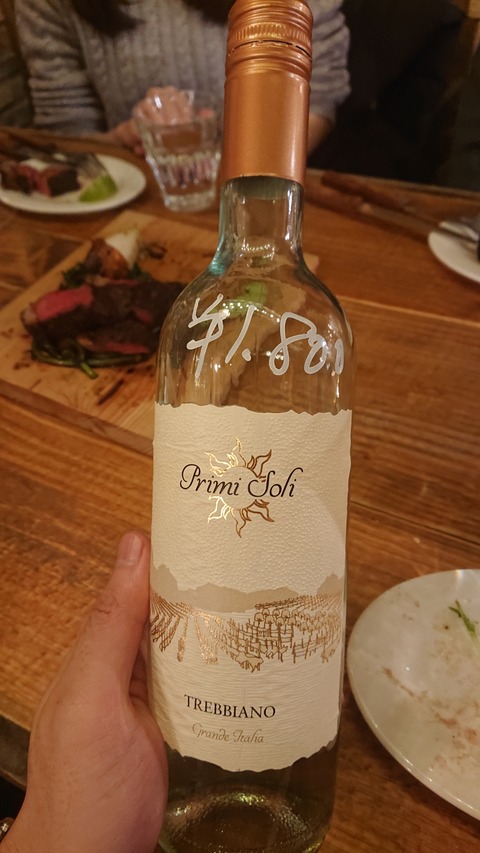 ¥1.800
Primi Soli
TREBBIANO
Grande Italia